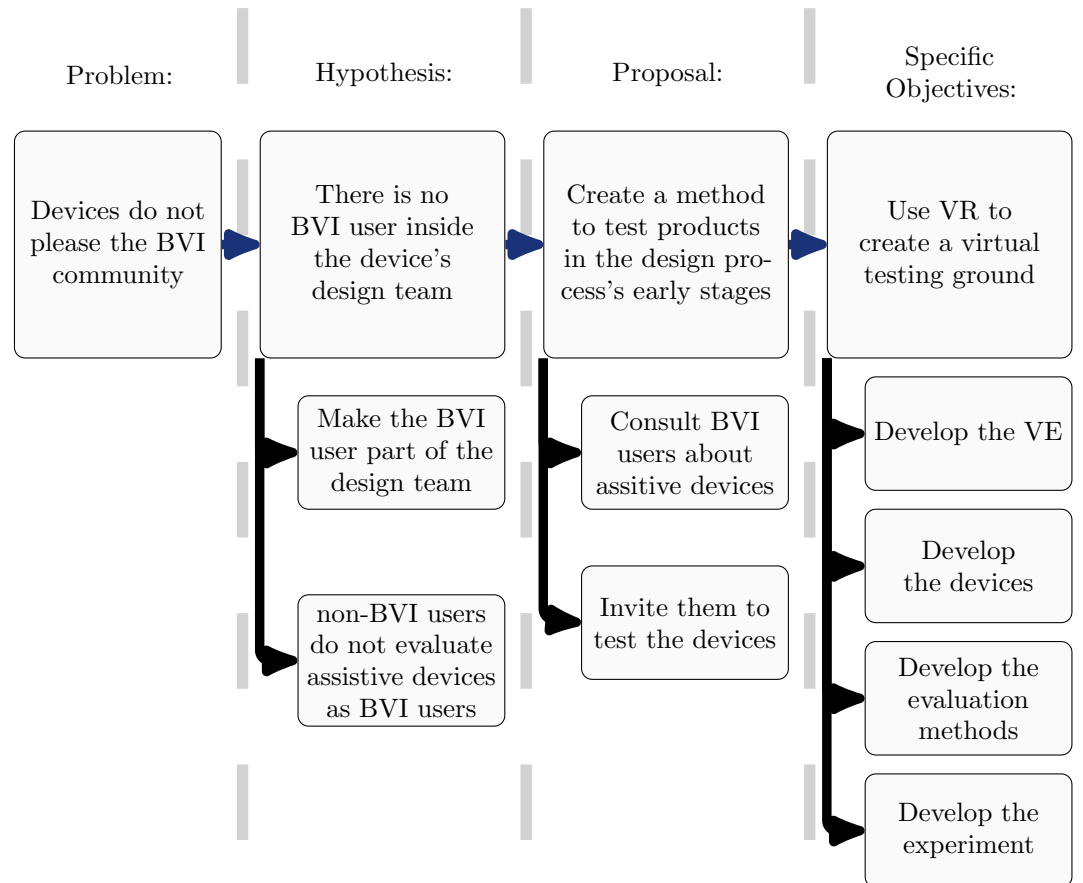 Problem:
Devices do not
please the BVI
community
Hypothesis:
There is no
BVI user inside
the device's
design team
Make the BVI
user part of the
design team
non-BVI users
do not evaluate
assistive devices
as BVI users
Proposal:
Create a method
to test products
in the design pro-
cess's early stages
Consult BVI
users about
assitive devices
Invite them to
test the devices
Specific
Objectives:
Use VR to
create a virtual
testing ground
Develop the VE
Develop
the devices
Develop the
evaluation
methods
Develop the
experiment